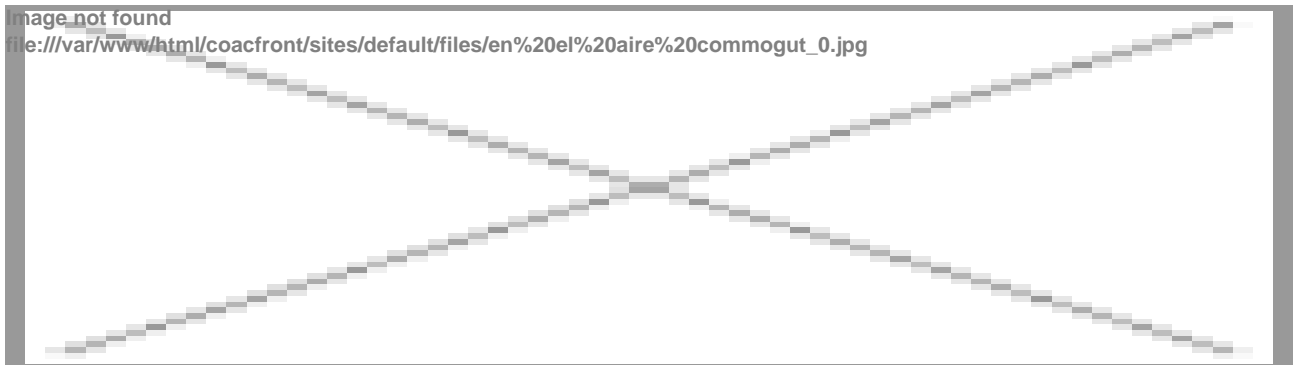 Image not found
file:///var/www/html/coacfront/sites/default/files/en%20el%20aire%20commogut_0.jpg